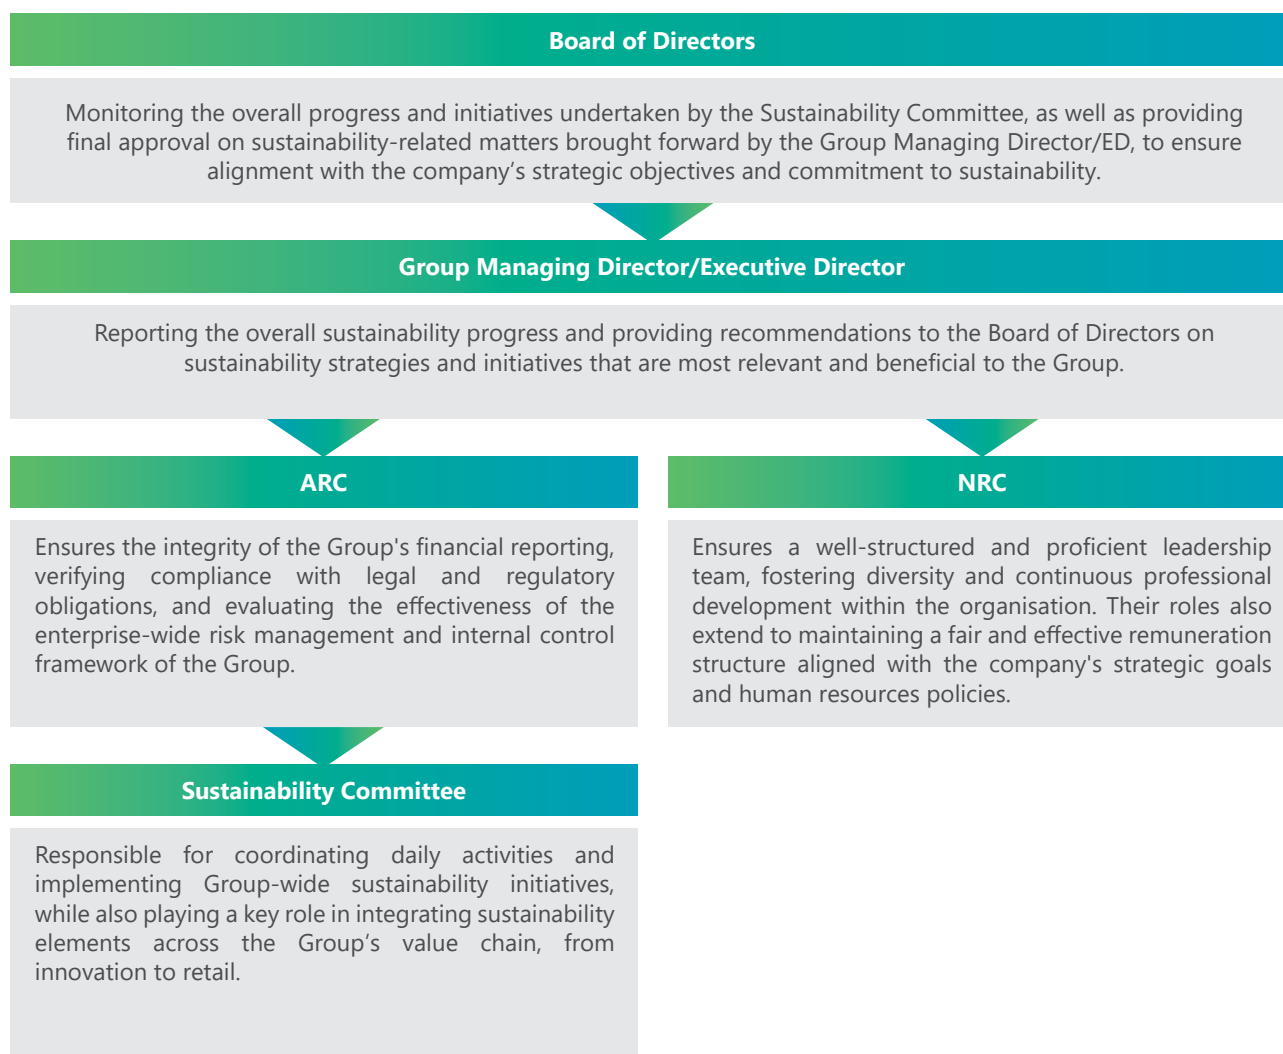 Board of Directors
Monitoring the overall progress and initiatives undertaken by the Sustainability Committee, as well as providing
final approval on sustainability-related matters brought forward by the Group Managing Director/ED, to ensure
alignment with the company's strategic objectives and commitment to sustainability.
Group Managing Director/Executive Director
Reporting the overall sustainability progress and providing recommendations to the Board of Directors on
sustainability strategies and initiatives that are most relevant and beneficial to the Group.
ARC
Ensures the integrity of the Group's financial reporting,
verifying compliance with legal and regulatory
obligations, and evaluating the effectiveness of the
enterprise-wide risk management and internal control
framework of the Group.
NRC
Ensures a well-structured and proficient leadership
team, fostering diversity and continuous professional
development within the organisation. Their roles also
extend to maintaining a fair and effective remuneration
structure aligned with the company's strategic goals
and human resources policies.
Sustainability Committee
Responsible for coordinating daily activities and
implementing Group-wide sustainability initiatives,
while also playing a key role in integrating sustainability
elements across the Group's value chain, from
innovation to retail.